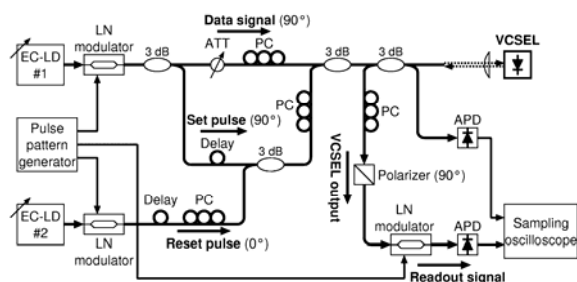 Data signal (90°)
LN
modulator
3 dB
ATT
PC
3 dB
3 dB
VCSEL
EC-LD
#1
PC
PC
Set pulse (90°)
Delay
3 dB
APD
Pulse
pattern
generator
VCSEL
output
Polarizer (90°)
Delay
PC
LN
modulator
APD
Sampling
oscilloscope
EC-LD
#2
LN
modulator
Reset pulse (0°)
Readout signal